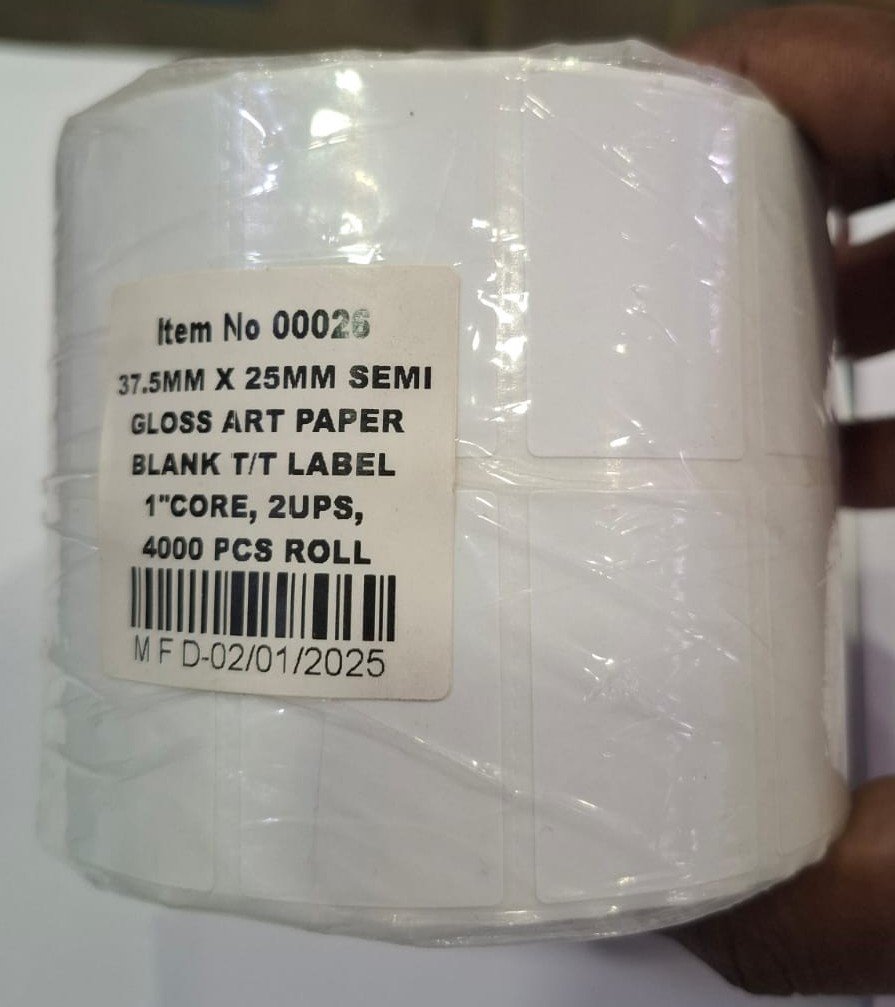 Item No 00026
37.5MM X 25MM SEMI
GLOSS ART PAPER
BLANK T/T LABEL
1"CORE, 2UPS,
4000 PCS ROLL
M F D-02/01/2025